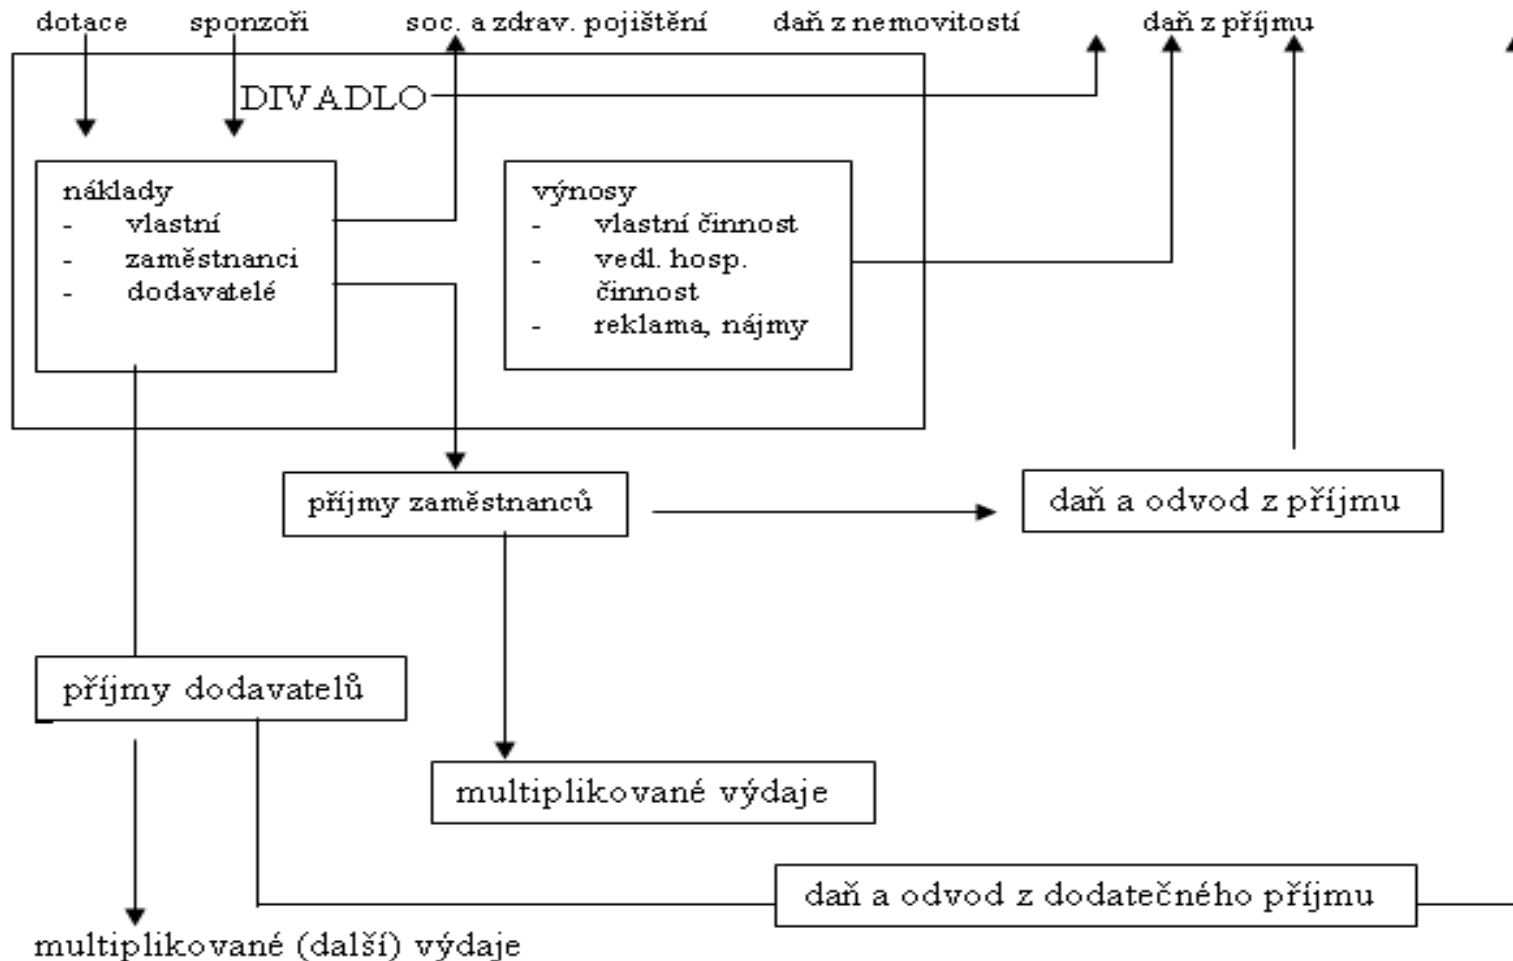 dotace sponzoři soc. a zdrav. pojištění daň z nemovitostí daň z příjmu
DIVADLO
náklady
- vlastní
- zaměstnanci
- dodavatelé
výnosy
- vlastní činnost
- vedl. hosp.
činnost
- reklama, nájmy
příjmy zaměstnanců
daň a odvod z příjmu
příjmy dodavatelů
multiplikované výdaje
daň a odvod z dodatečného příjmu
multiplikované (další) výdaje